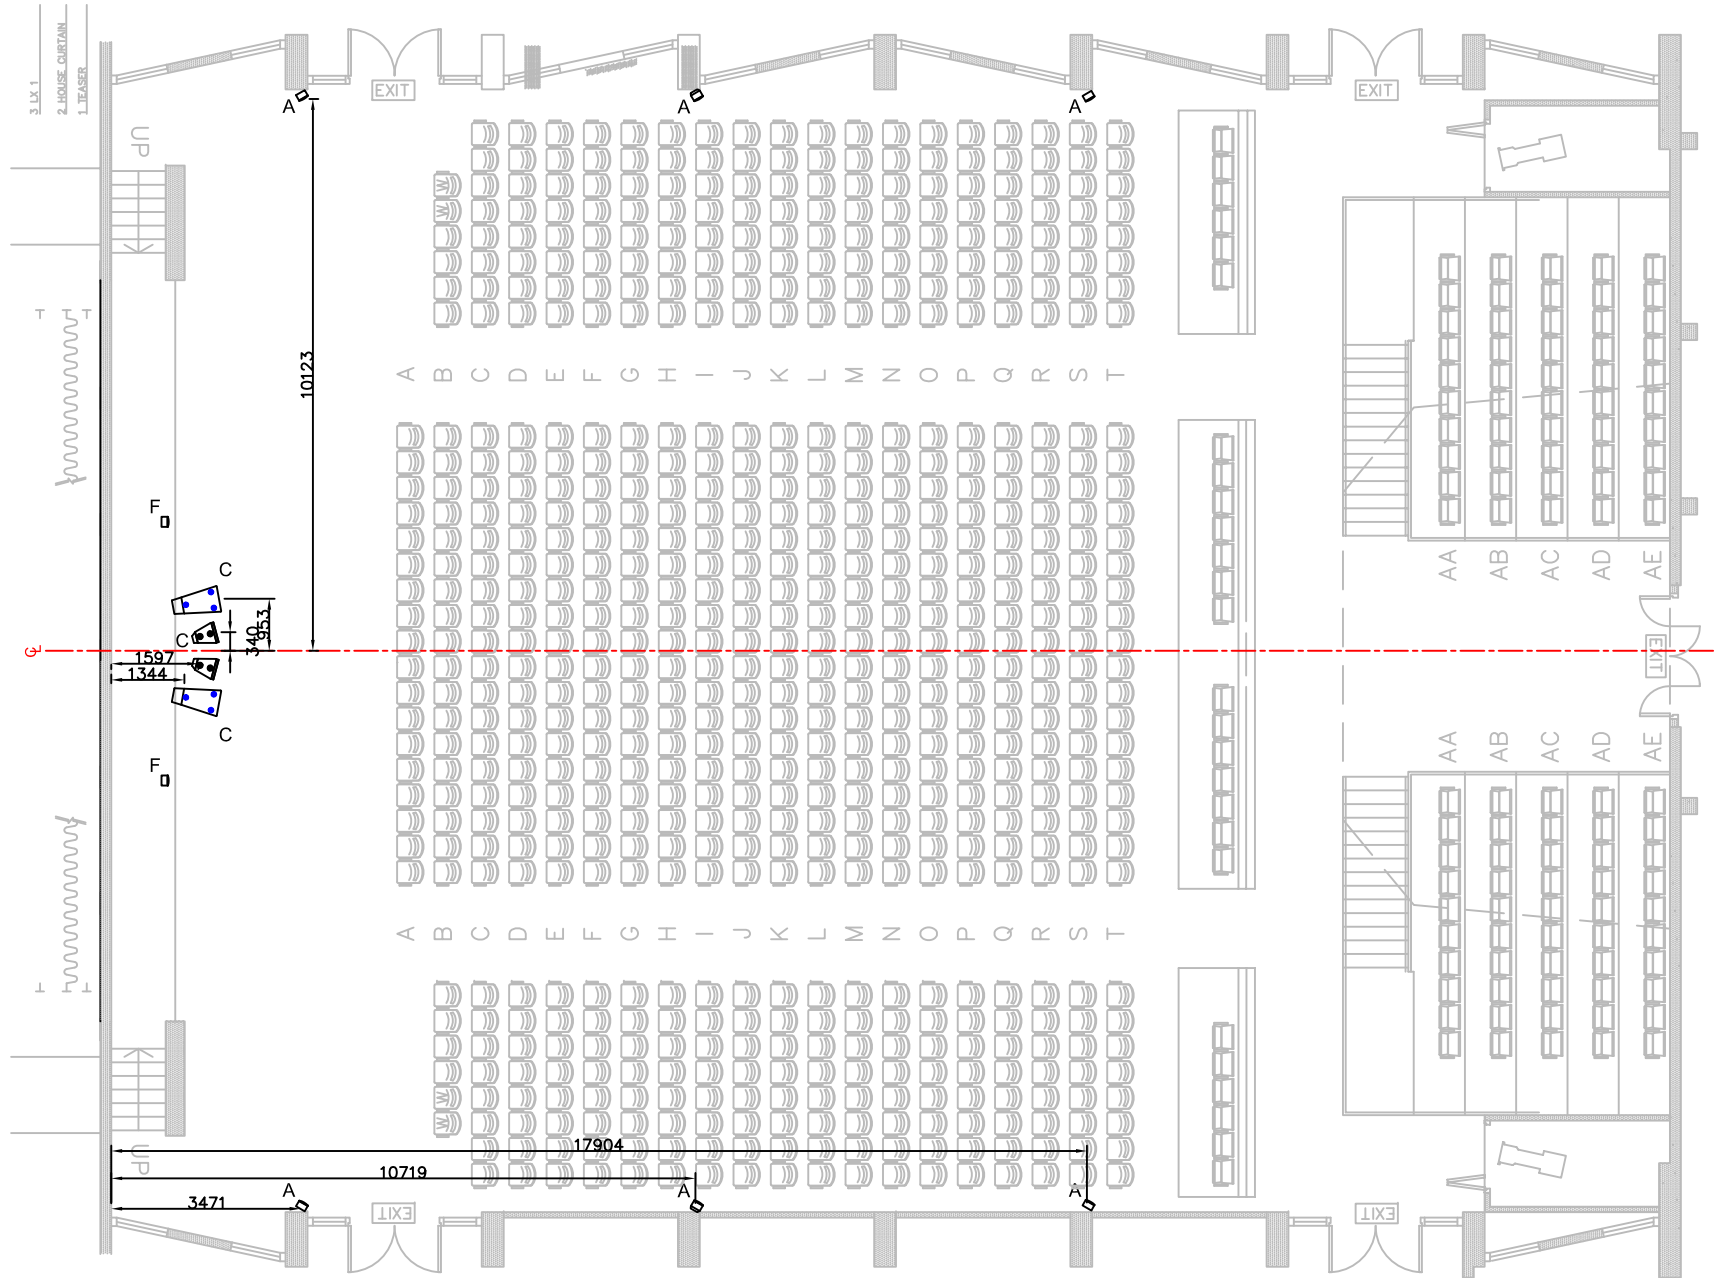 3 LX 1
2 HOUSE CURTAIN
1 TEASER
UP
EXIT
EXIT
A
A
A
W
W
10123
A B C D E F G H I J K L M N O P Q R S T
F
C
953
340
C
CL
1597
1344
C
F
AA AB AC AD AE
EXIT
AA AB AC AD AE
A B C D E F G H I J K L M N O P Q R S T
W
W
UP
17904
10719
3471
A
A
A
EXIT
EXIT